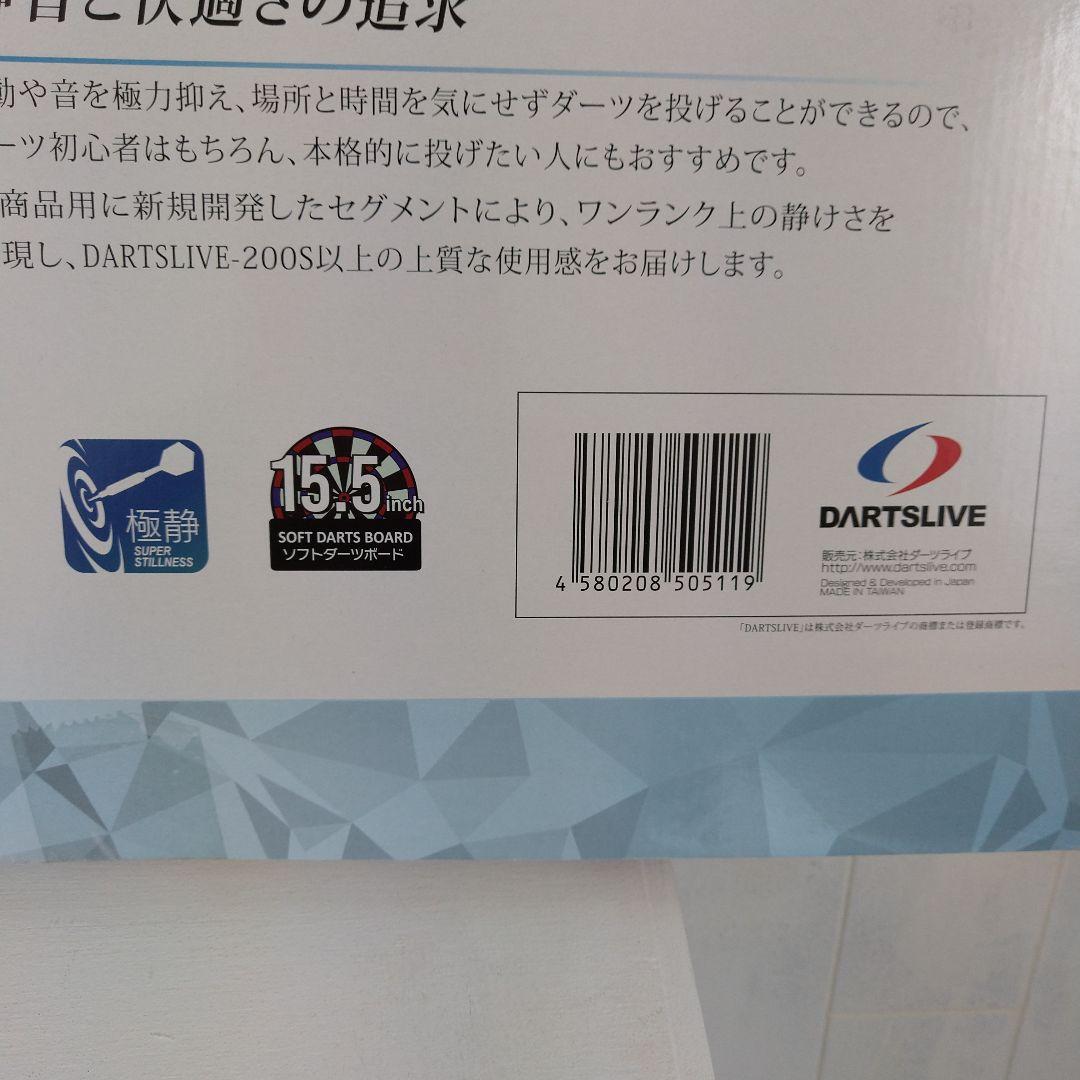 音と快適さの追求
動や音を極力抑え、場所と時間を気にせずダーツを投げることができるので、
ーツ初心者はもちろん、本格的に投げたい人にもおすすめです。
商品用に新規開発したセグメントにより、ワンランク上の静けさを
現し、DARTSLIVE-200S以上の上質な使用感をお届けします。
極静
SUPER
STILLNESS
15.5inch
SOFT DARTS BOARD
ソフトダーツボード
4 580208 505119
DARTSLIVE
販売元:株式会社ダーツライブ
http://www.dartslive.com
Designed & Developed in Japan
MADE IN TAIWAN
「DARTSLIVE」は株式会社ダーツライブの商標または登録商標です。